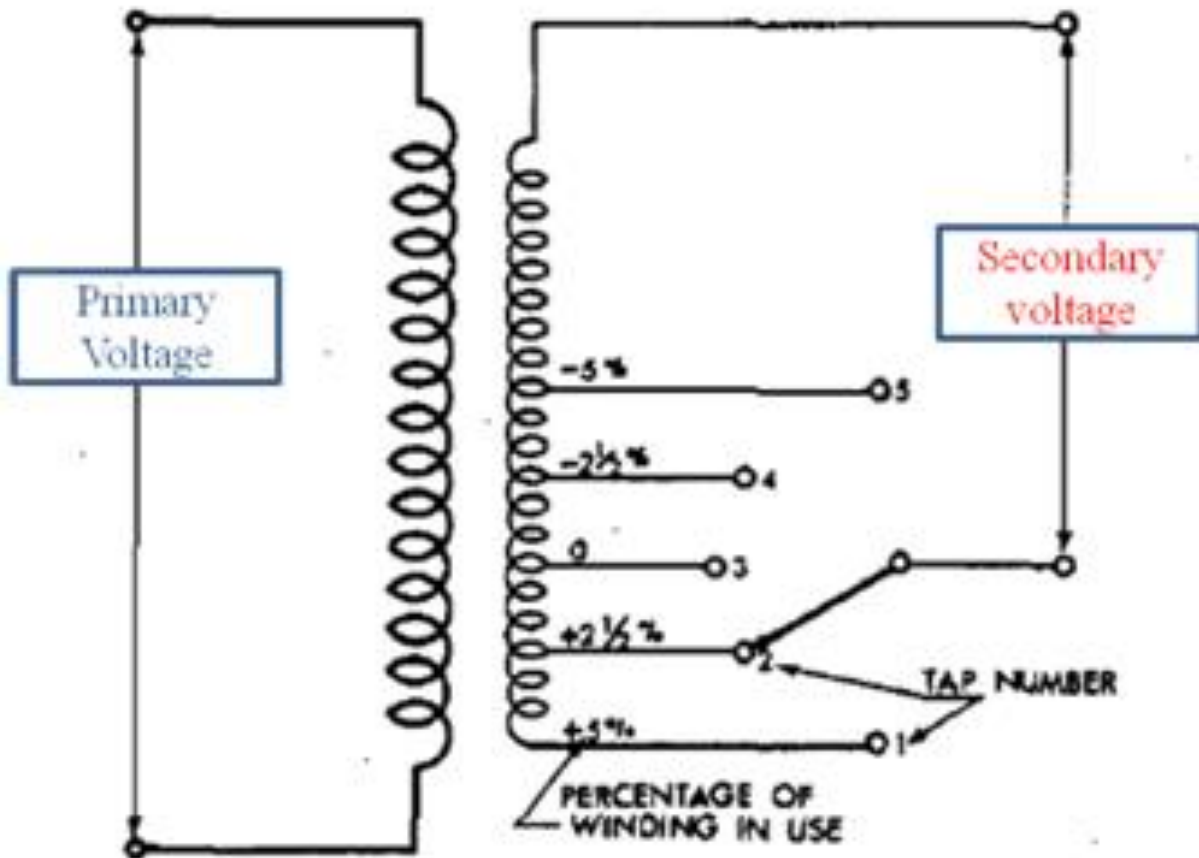 Primary
Voltage
Secondary
voltage
-5%
5
-2½%
4
0
3
+2½%
2
TAP NUMBER
+5%
1
PERCENTAGE OF
WINDING IN USE